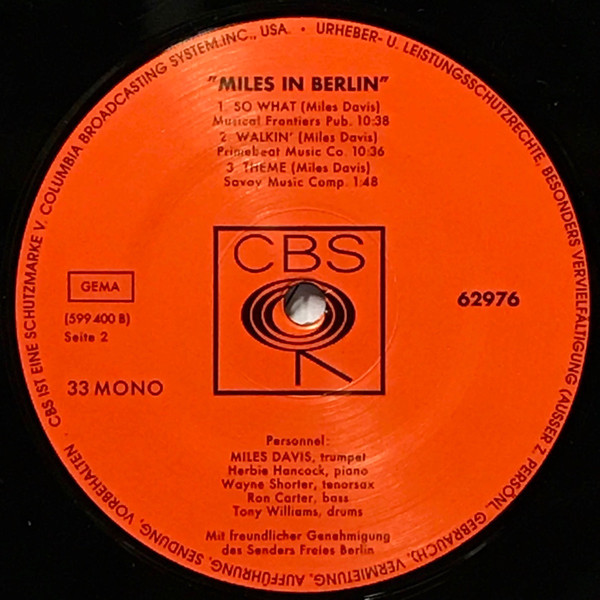 "MILES IN BERLIN"
1. SO WHAT (Miles Davis)
Musical Frontiers Pub. 10:38
2. WALKIN' (Miles Davis)
Primebeat Music Co. 10:36
3. THEME (Miles Davis)
Savoy Music Comp. 1:48
CBS
GEMA
(599 400 B)
Seite 2
33 MONO
62976
Personnel:
MILES DAVIS, trumpet
Herbie Hancock, piano
Wayne Shorter, tenorsax
Ron Carter, bass
Tony Williams, drums
Mit freundlicher Genehmigung
des Senders Freies Berlin
CBS IST EINE SCHUTZMARKE V. COLUMBIA BROADCASTING SYSTEM.INC., USA. · URHEBER- U. LEISTUNGSSCHUTZRECHTE, BESONDERS VERVIELFÄLTIGUNG (AUSSER Z. PERSÖNL. GEBRAUCH), VERMIETUNG, AUFFÜHRUNG, SENDUNG, VORBEHALTEN ·